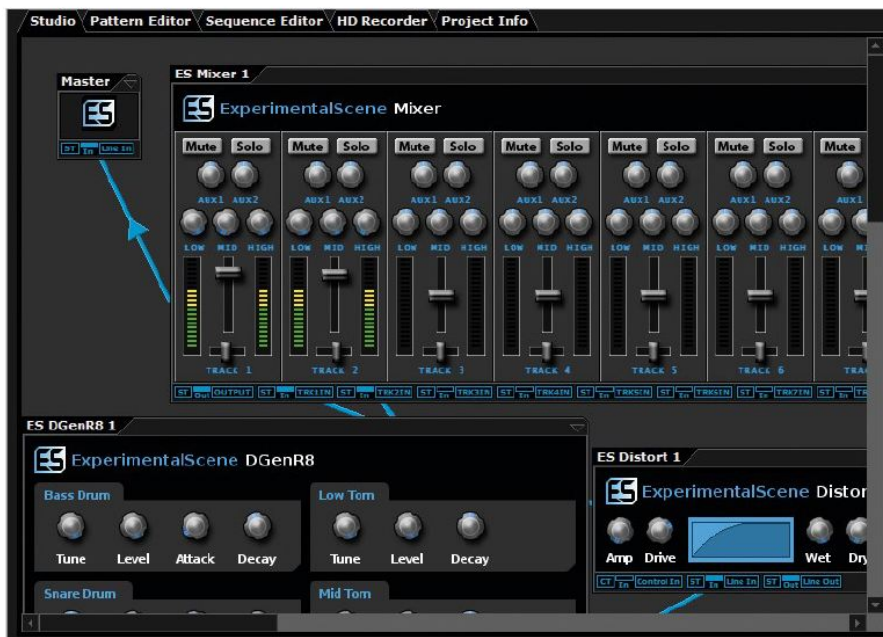 Studio Pattern Editor Sequence Editor HD Recorder Project Info
Master
ES
ST In Line In
ES Mixer 1
ES ExperimentalScene Mixer
Mute Solo Mute Solo Mute Solo Mute Solo Mute Solo Mute Solo Mute
AUX1 AUX2 AUX1 AUX2 AUX1 AUX2 AUX1 AUX2 AUX1 AUX2 AUX1 AUX2 AUX1
LOW MID HIGH LOW MID HIGH LOW MID HIGH LOW MID HIGH LOW MID HIGH LOW MID HIGH LOW MID
TRACK 1 TRACK 2 TRACK 3 TRACK 4 TRACK 5 TRACK 6
ST Out OUTPUT ST In TRK1IN ST In TRK2IN ST In TRK3IN ST In TRK4IN ST In TRK5IN ST In TRK6IN ST In TRK7IN ST In
ES DGenR8 1
ES ExperimentalScene DGenR8
Bass Drum
Tune Level Attack Decay
Low Tom
Tune Level Decay
Snare Drum
Mid Tom
ES Distort 1
ES ExperimentalScene Distor
Amp Drive Wet Dry
CT In Control In ST In Line In ST Out Line Out